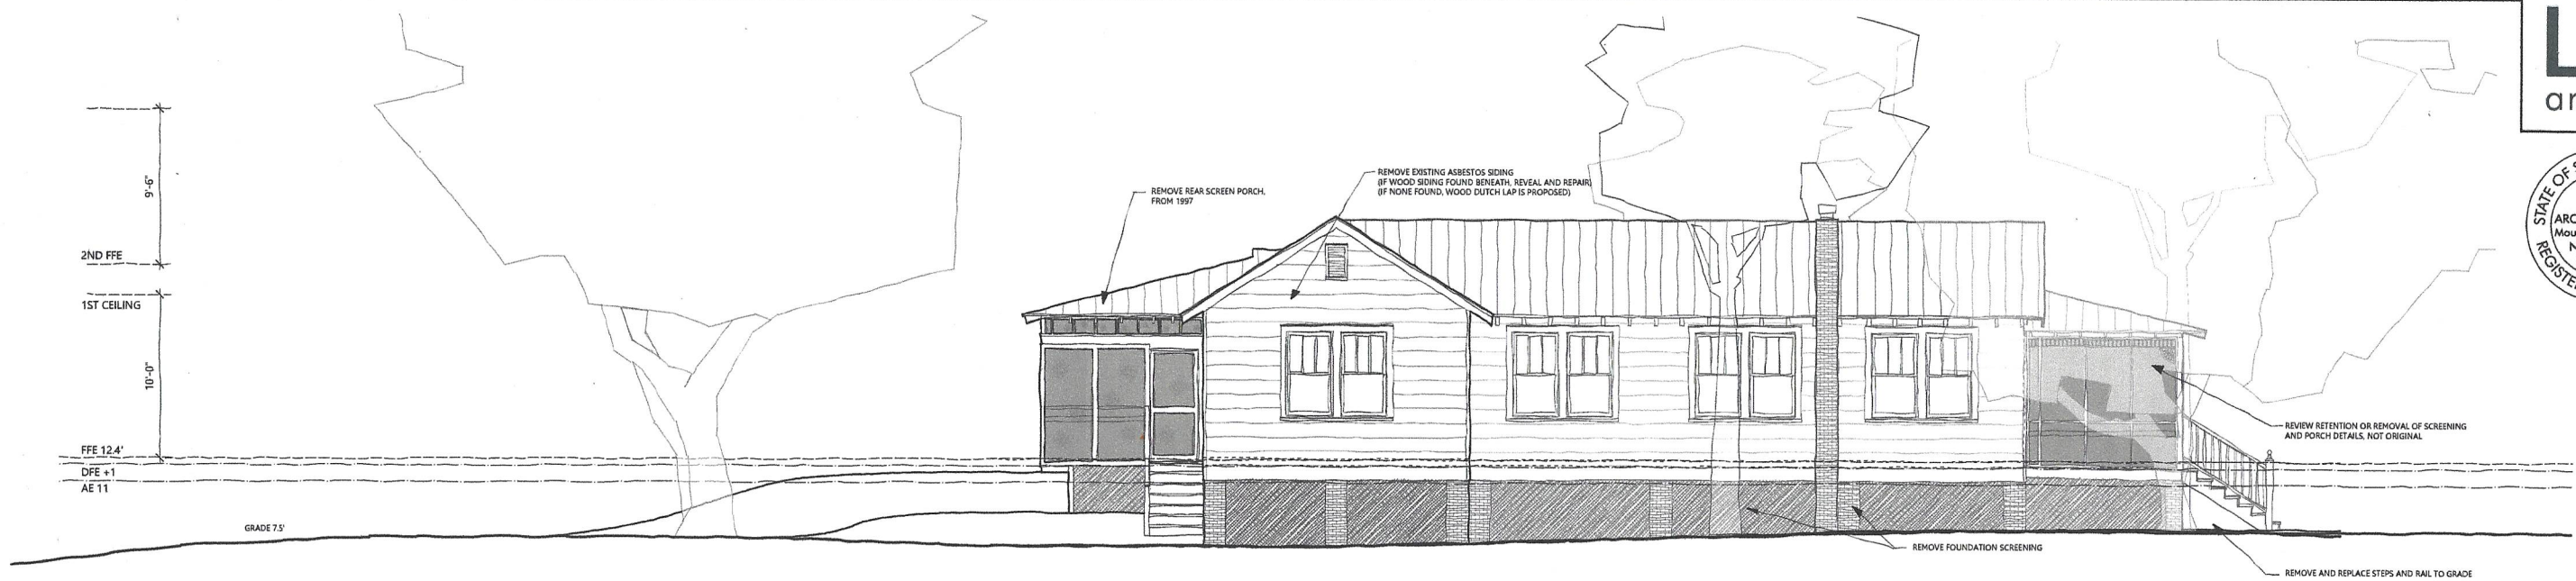 L
ar
STATE OF
ARC
Mou
N
REGISTE
9'-6"
2ND FFE
1ST CEILING
10'-0"
FFE 12.4'
DFE +1
AE 11
GRADE 7.5'
REMOVE REAR SCREEN PORCH,
FROM 1997
REMOVE EXISTING ASBESTOS SIDING
(IF WOOD SIDING FOUND BENEATH, REVEAL AND REPAIR)
(IF NONE FOUND, WOOD DUTCH LAP IS PROPOSED)
REVIEW RETENTION OR REMOVAL OF SCREENING
AND PORCH DETAILS, NOT ORIGINAL
REMOVE FOUNDATION SCREENING
REMOVE AND REPLACE STEPS AND RAIL TO GRADE